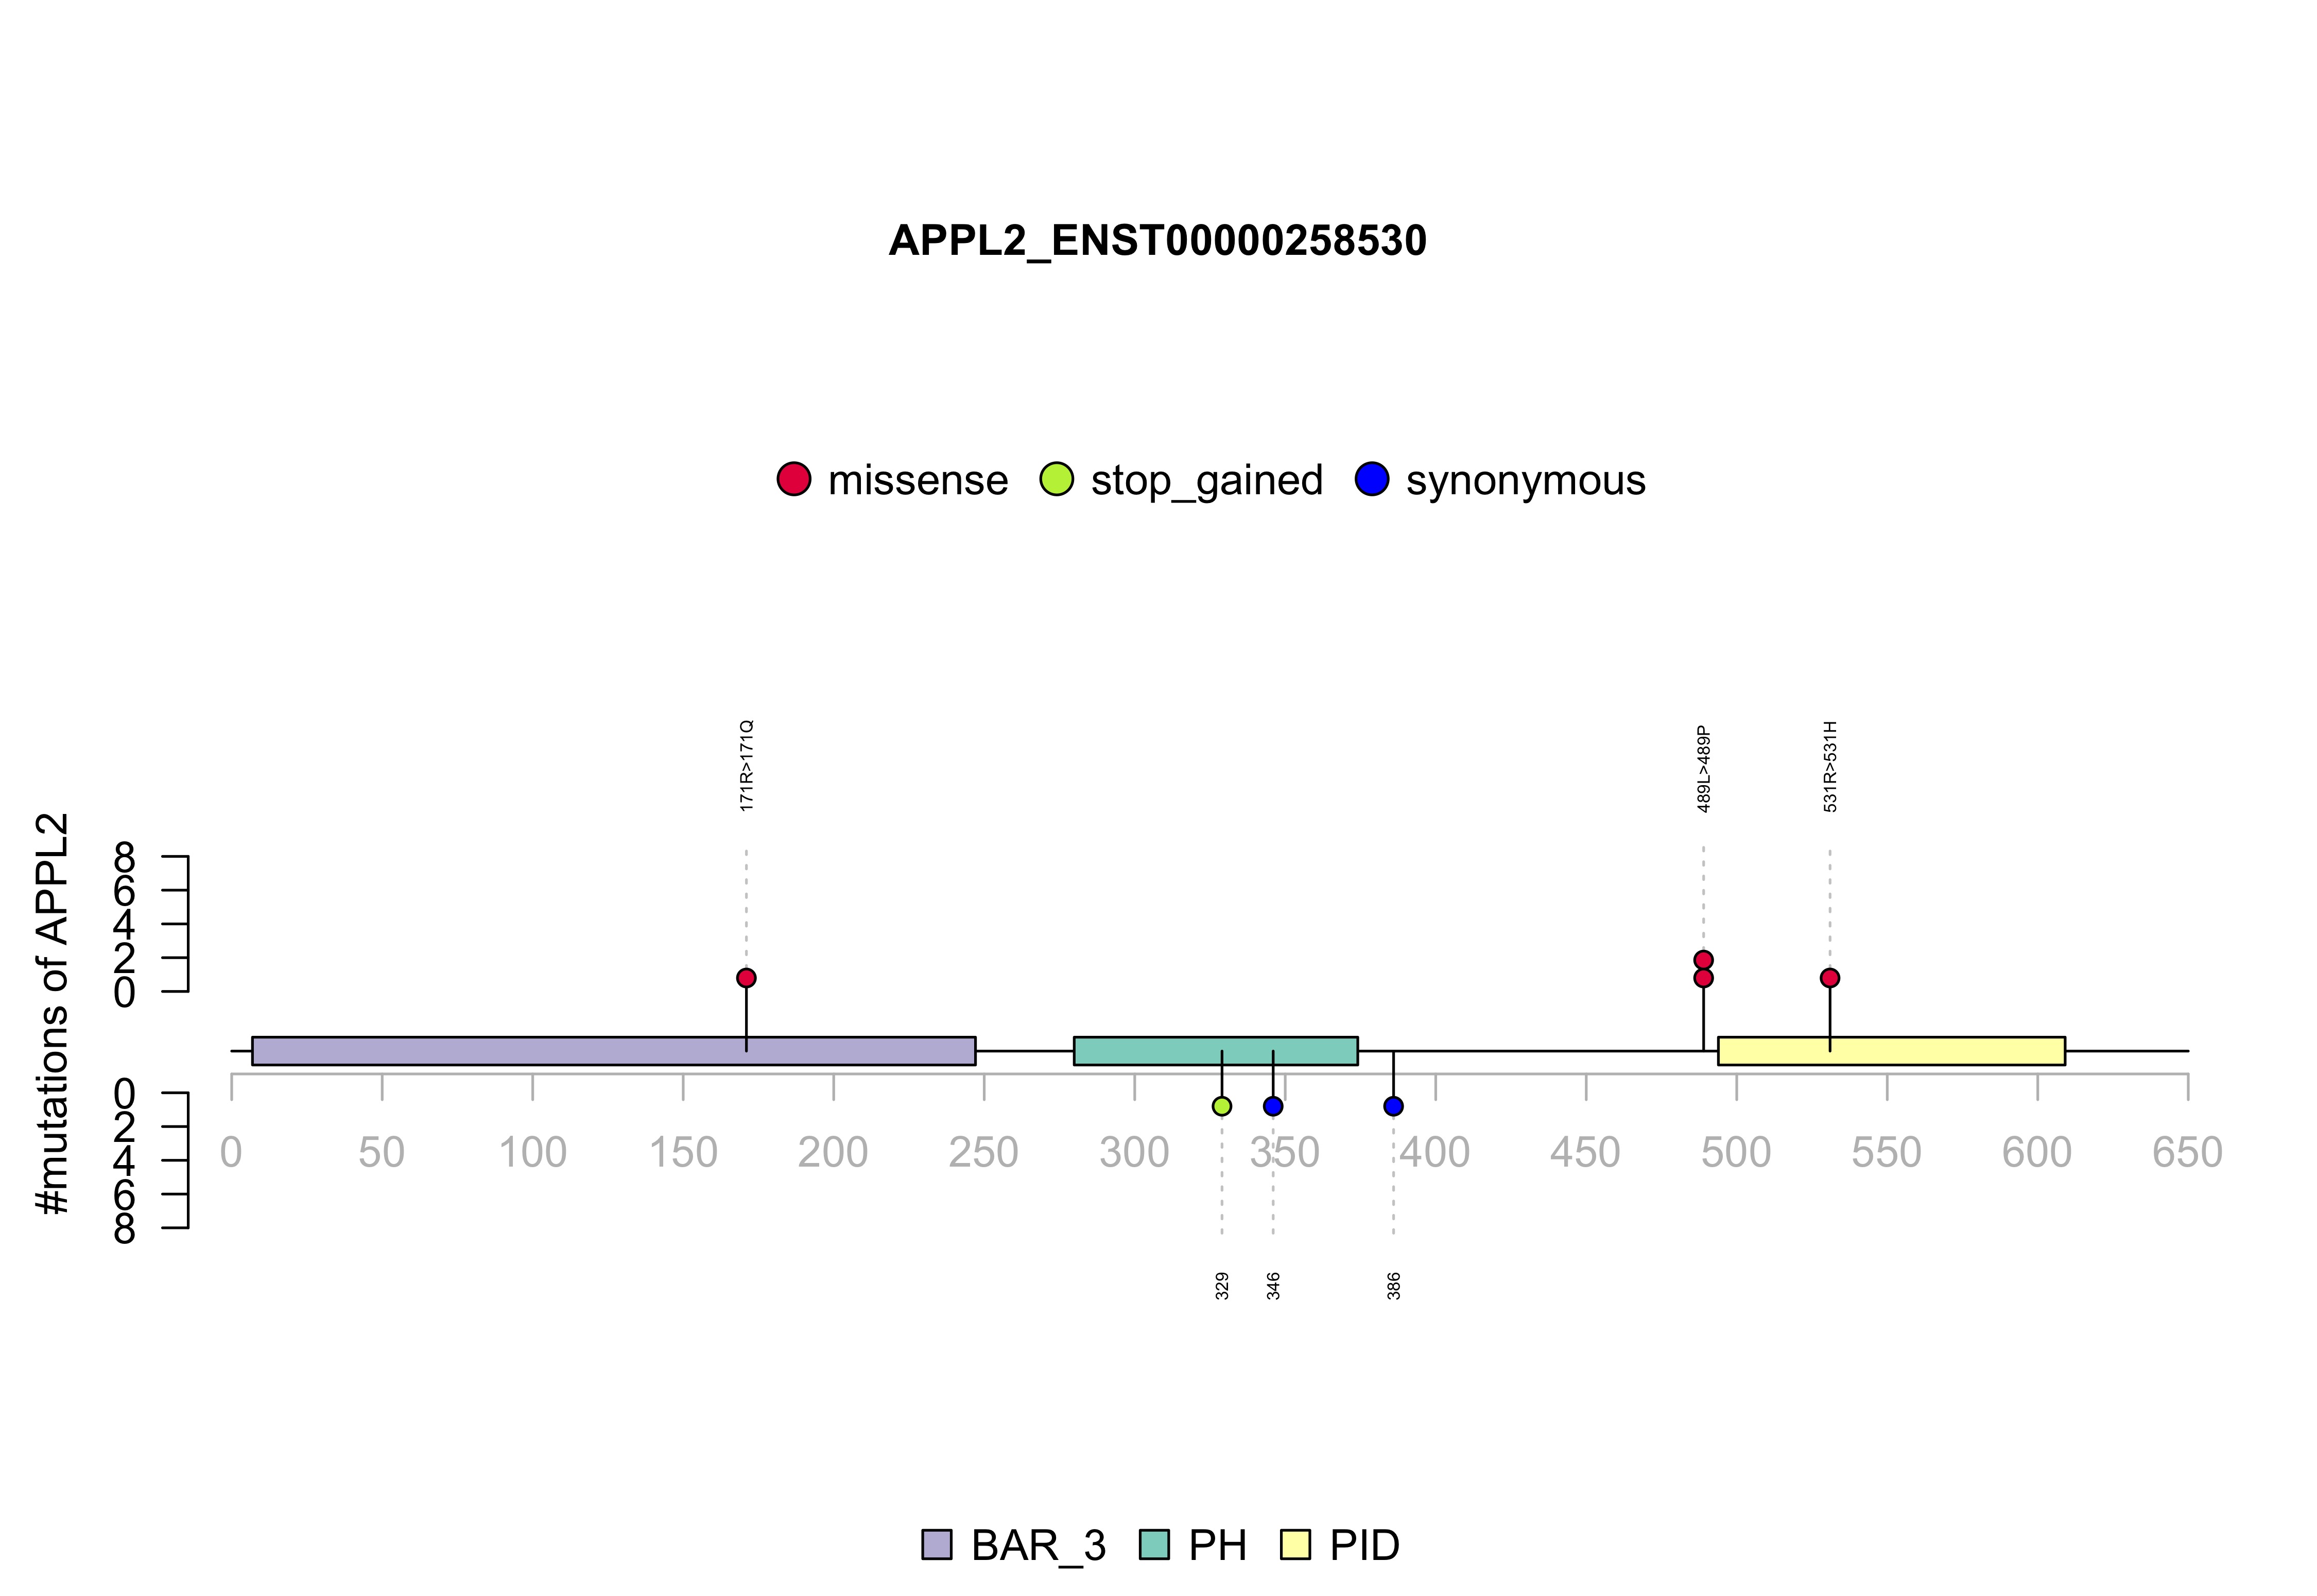 APPL2_ENST00000258530
missense stop_gained synonymous
171R>171Q 489L>489P 531R>531H
#mutations of APPL2
8
6
4
2
0
0
2
4
6
8
0 50 100 150 200 250 300 350 400 450 500 550 600 650
329 346 386
BAR_3 PH PID